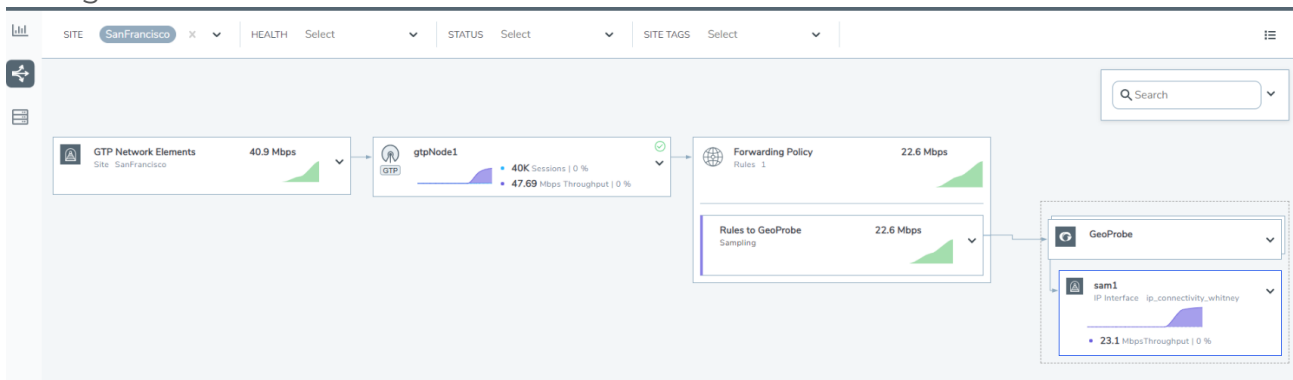 SITE SanFrancisco X HEALTH Select STATUS Select SITE TAGS Select
Search
GTP Network Elements 40.9 Mbps
Site SanFrancisco
gtpNode1
GTP
40K Sessions | 0 %
47.69 Mbps Throughput | 0 %
Forwarding Policy 22.6 Mbps
Rules 1
Rules to GeoProbe 22.6 Mbps
Sampling
GeoProbe
sam1
IP Interface ip_connectivity_whitney
23.1 MbpsThroughput | 0 %